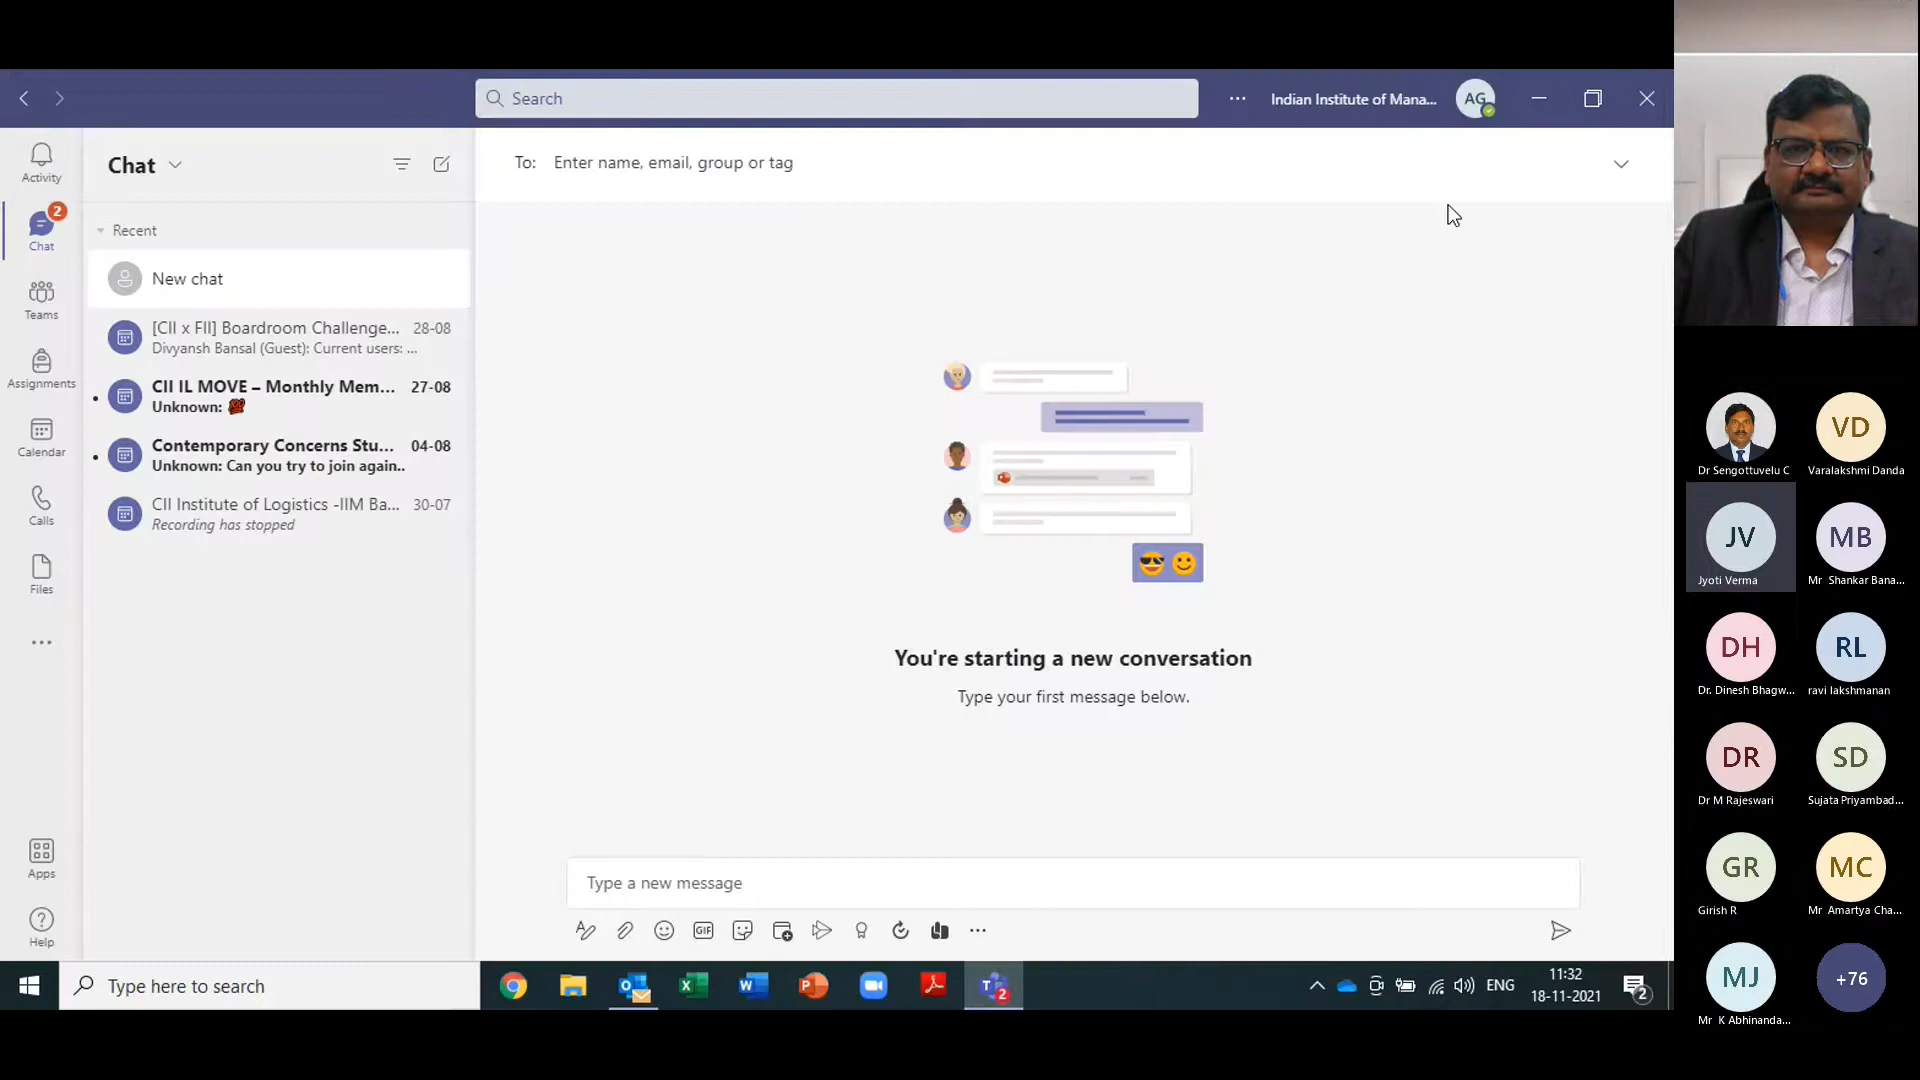 Search
Indian Institute of Mana...
AG
Activity
2
Chat
Teams
Assignments
Calendar
Calls
Files
Apps
Help
Chat
Recent
New chat
[CII x FII] Boardroom Challenge... 28-08
Divyansh Bansal (Guest): Current users: ...
CII IL MOVE – Monthly Mem... 27-08
Unknown: 💯
Contemporary Concerns Stu... 04-08
Unknown: Can you try to join again..
CII Institute of Logistics -IIM Ba... 30-07
Recording has stopped
To: Enter name, email, group or tag
You're starting a new conversation
Type your first message below.
Type a new message
GIF
Type here to search
ENG
11:32
18-11-2021
2
2
Dr Sengottuvelu C
VD
Varalakshmi Danda
JV
Jyoti Verma
MB
Mr Shankar Bana...
DH
Dr. Dinesh Bhagw...
RL
ravi lakshmanan
DR
Dr M Rajeswari
SD
Sujata Priyambad...
GR
Girish R
MC
Mr Amartya Cha...
MJ
Mr K Abhinanda...
+76